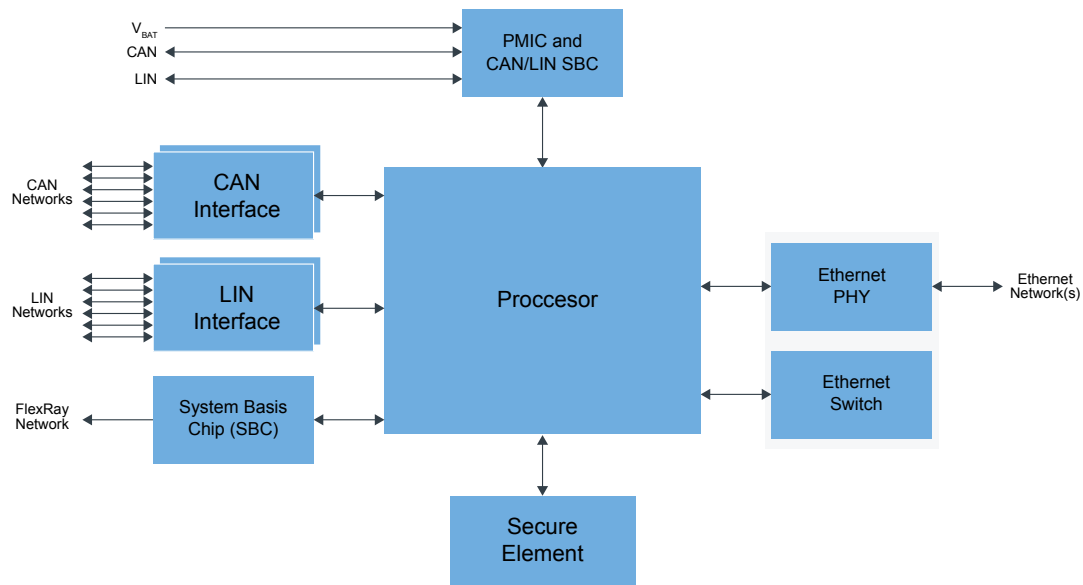 V_BAT
CAN
LIN
PMIC and
CAN/LIN SBC
CAN
Networks
CAN
Interface
LIN
Networks
LIN
Interface
FlexRay
Network
System Basis
Chip (SBC)
Proccesor
Ethernet
PHY
Ethernet
Network(s)
Ethernet
Switch
Secure
Element